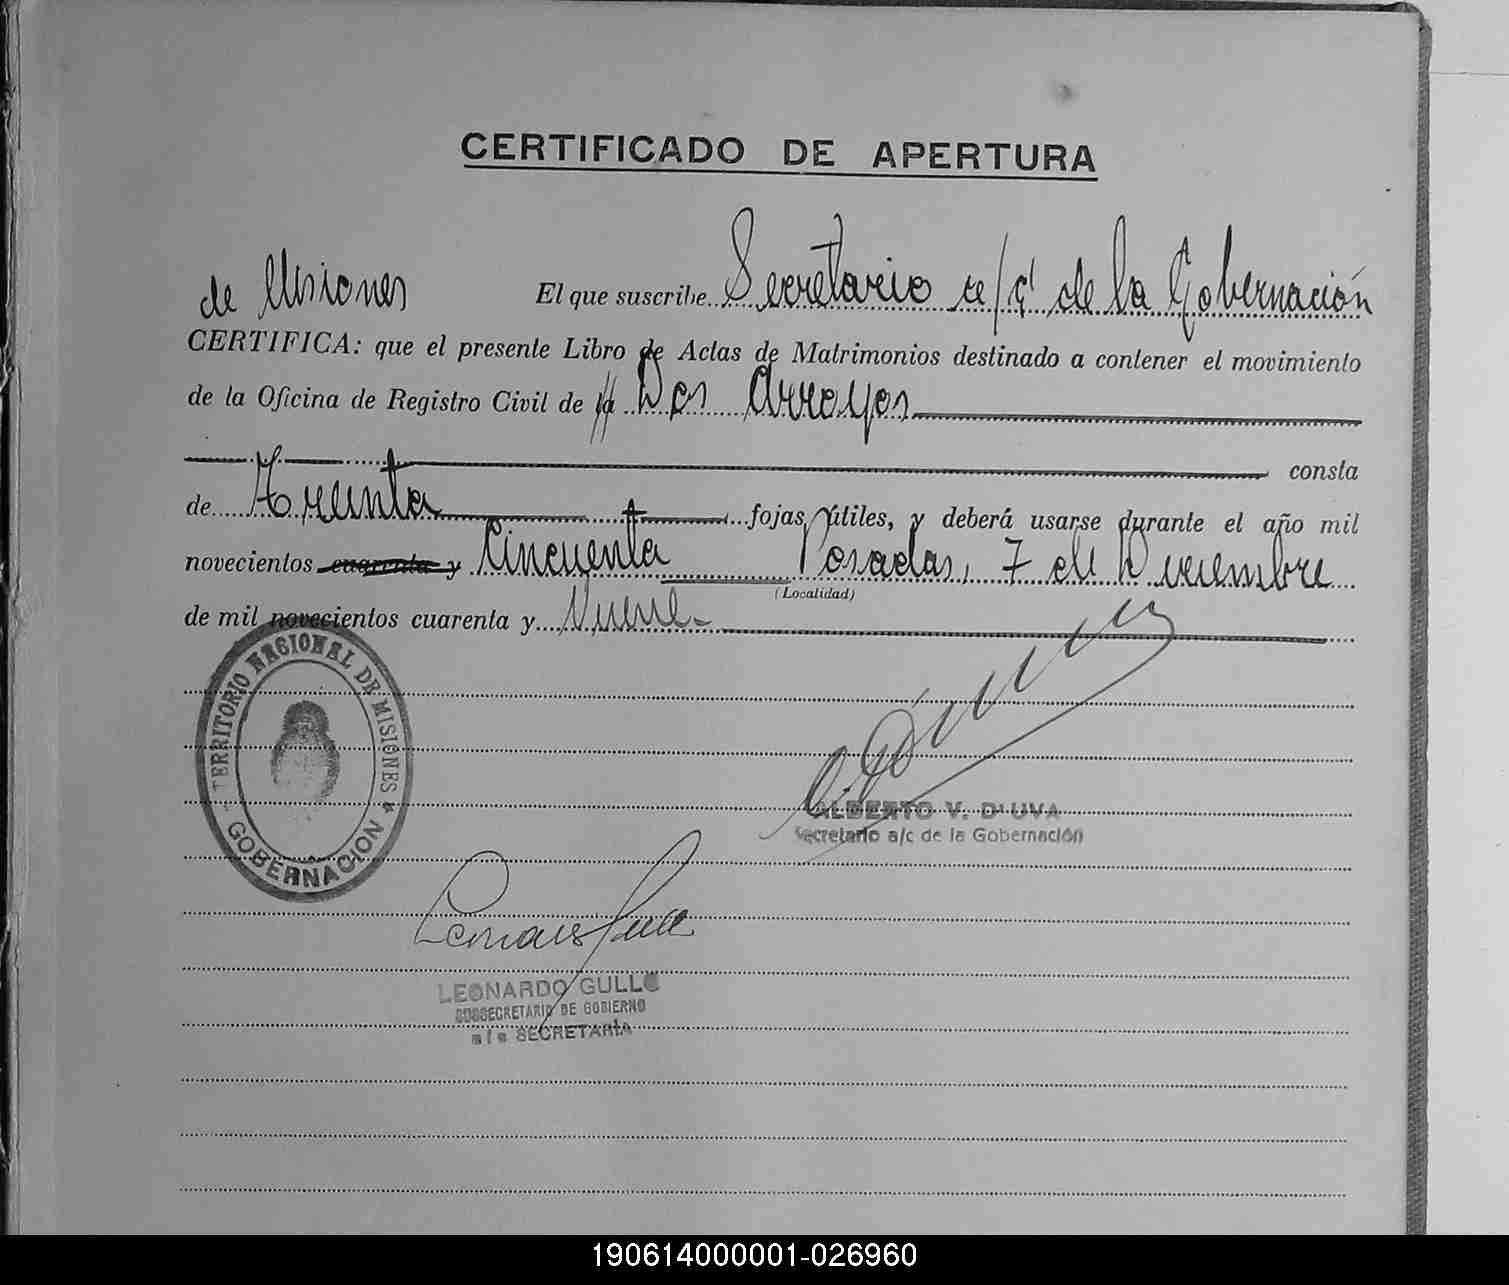 CERTIFICADO DE APERTURA
El que suscribe Secretario a/c de la Gobernación
de Misiones
CERTIFICA: que el presente Libro de Actas de Matrimonios destinado a contener el movimiento
de la Oficina de Registro Civil de Dos Arroyos
consta
de Treinta fojas útiles, y deberá usarse durante el año mil
novecientos cuarenta y Cincuenta Posadas, 7 de Diciembre
(Localidad)
de mil novecientos cuarenta y Nueve.-
TERRITORIO NACIONAL DE MISIONES
GOBERNACION
ALBERTO V. D'UVA
Secretario a/c de la Gobernación
Leonardo Gullo
LEONARDO GULLO
SUBSECRETARIO DE GOBIERNO
a/c SECRETARÍA
190614000001-026960